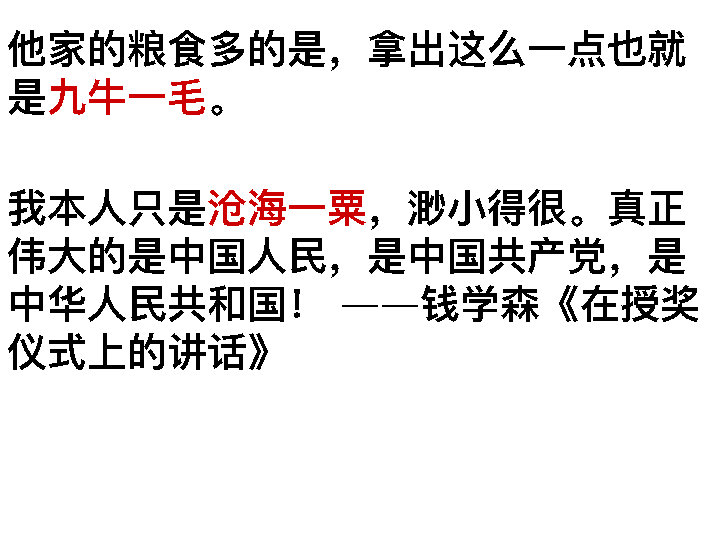 他家的粮食多的是，拿出这么一点也就
是九牛一毛。
我本人只是沧海一粟，渺小得很。真正
伟大的是中国人民，是中国共产党，是
中华人民共和国！ ——钱学森《在授奖
仪式上的讲话》